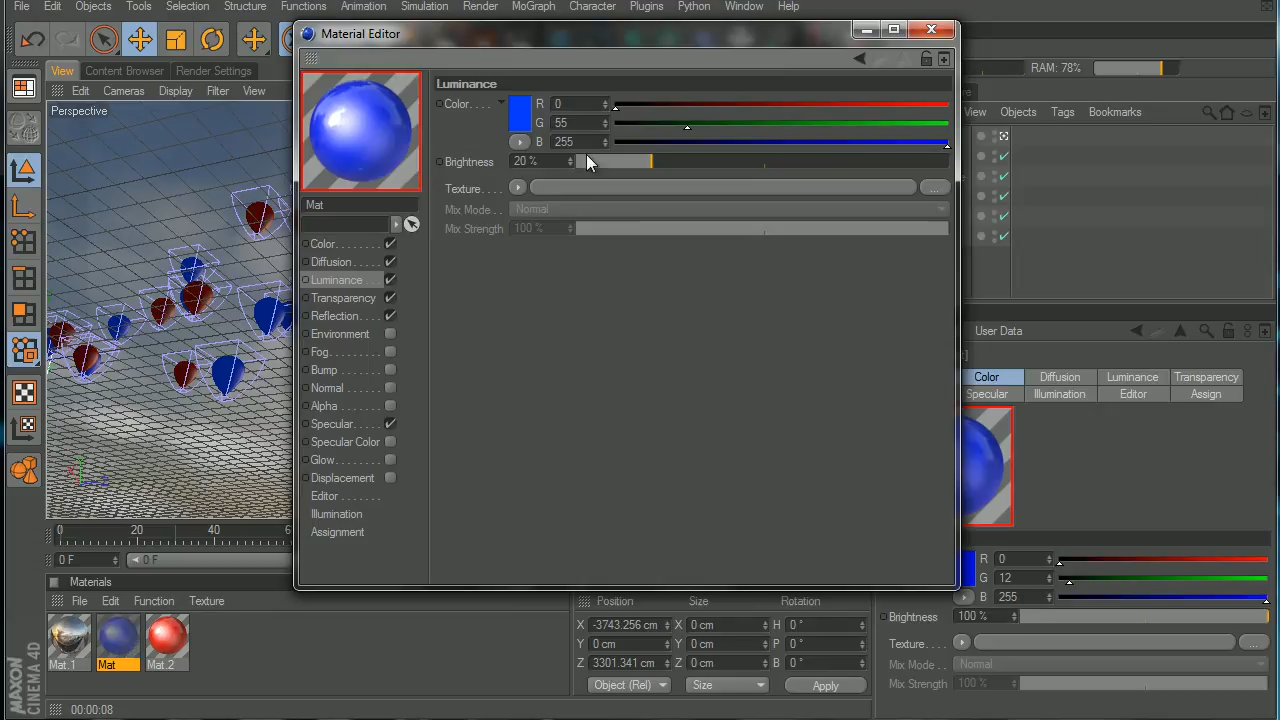 File Edit Objects Tools Selection Structure Functions Animation Simulation Render MoGraph Character Plugins Python Window Help
Material Editor
View Content Browser Render Settings
RAM: 78%
Edit Cameras Display Filter View
View Objects Tags Bookmarks
Perspective
Luminance
Color.... R 0
G 55
B 255
Brightness 20 %
Texture.... ...
Mix Mode.. Normal
Mix Strength 100 %
Mat
Color........
Diffusion.....
Luminance...
Transparency
Reflection....
Environment
Fog........
Bump......
Normal.....
Alpha......
Specular.....
Specular Color
Glow.......
Displacement
Editor.......
Illumination
Assignment
User Data
Color Diffusion Luminance Transparency
Specular Illumination Editor Assign
R 0
G 12
B 255
Brightness 100 %
Texture.... ...
Mix Mode.. Normal
Mix Strength 100 %
0 20 40 60
0 F 0 F
Materials
File Edit Function Texture
Mat.1 Mat Mat.2
Position Size Rotation
X -3743.256 cm X 0 cm H 0 °
Y 0 cm Y 0 cm P 0 °
Z 3301.341 cm Z 0 cm B 0 °
Object (Rel) Size Apply
MAXON
CINEMA 4D
00:00:08